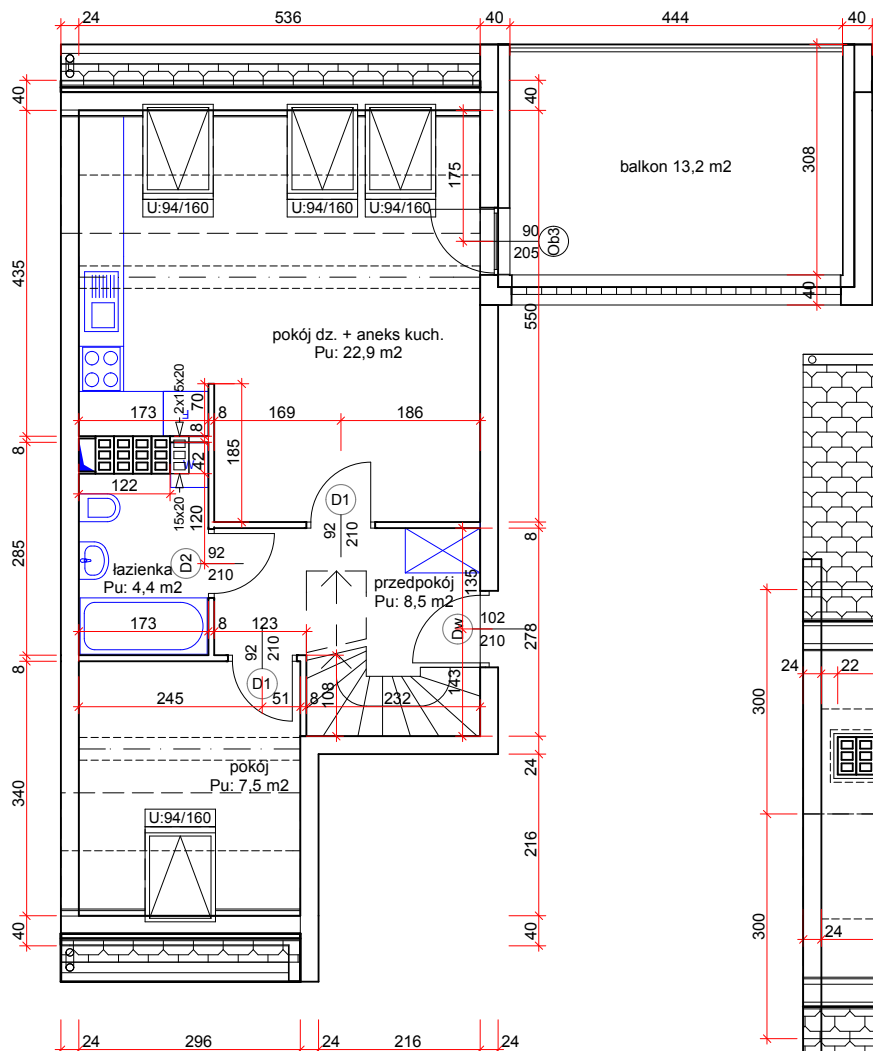 24 536 40 444 40
40
40
U:94/160
U:94/160
U:94/160
175
308
balkon 13,2 m2
90
205
Ob3
435
40
550
pokój dz. + aneks kuch.
Pu: 22,9 m2
2x15x20
70
173 8 169 186
8
8
185
42
122
15x20
120
D1
92
210
8
285
D2
92
210
łazienka
Pu: 4,4 m2
przedpokój
Pu: 8,5 m2
135
Dw
102
210
278
173 8 123
92
210
8
D1
245 51 8 108 232 143
24 22
300
pokój
Pu: 7,5 m2
24
340
U:94/160
216
300
24
40
40
24 296 24 216 24